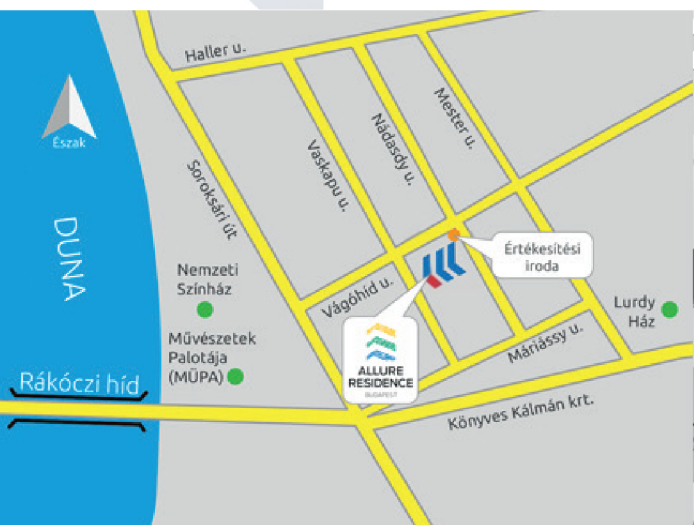 Haller u.
Észak
Mester u.
Nádasdy u.
Vaskapu u.
Soroksári út
DUNA
Értékesítési
iroda
Nemzeti
Színház
Vágóhíd u.
Lurdy
Ház
Művészetek
Palotája
(MŰPA)
Máriássy u.
ALLURE
RESIDENCE
BUDAPEST
Rákóczi híd
Könyves Kálmán krt.